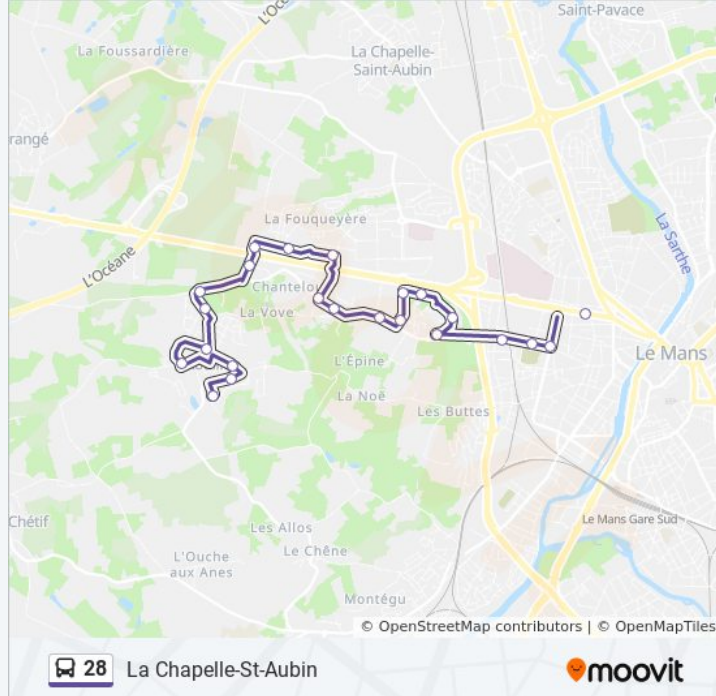 Saint-Pavace
L'Océ
La Foussardière
La Chapelle-
Saint-Aubin
rangé
La Fouqueyère
La Sarthe
L'Océane
Chantelou
La Vove
Le Mans
L'Épine
La Noë
Les Buttes
Chétif
Le Mans Gare Sud
Les Allos
Le Chêne
L'Ouche
aux Anes
Montégu
© OpenStreetMap contributors | © OpenMapTiles
28 La Chapelle-St-Aubin
moovit